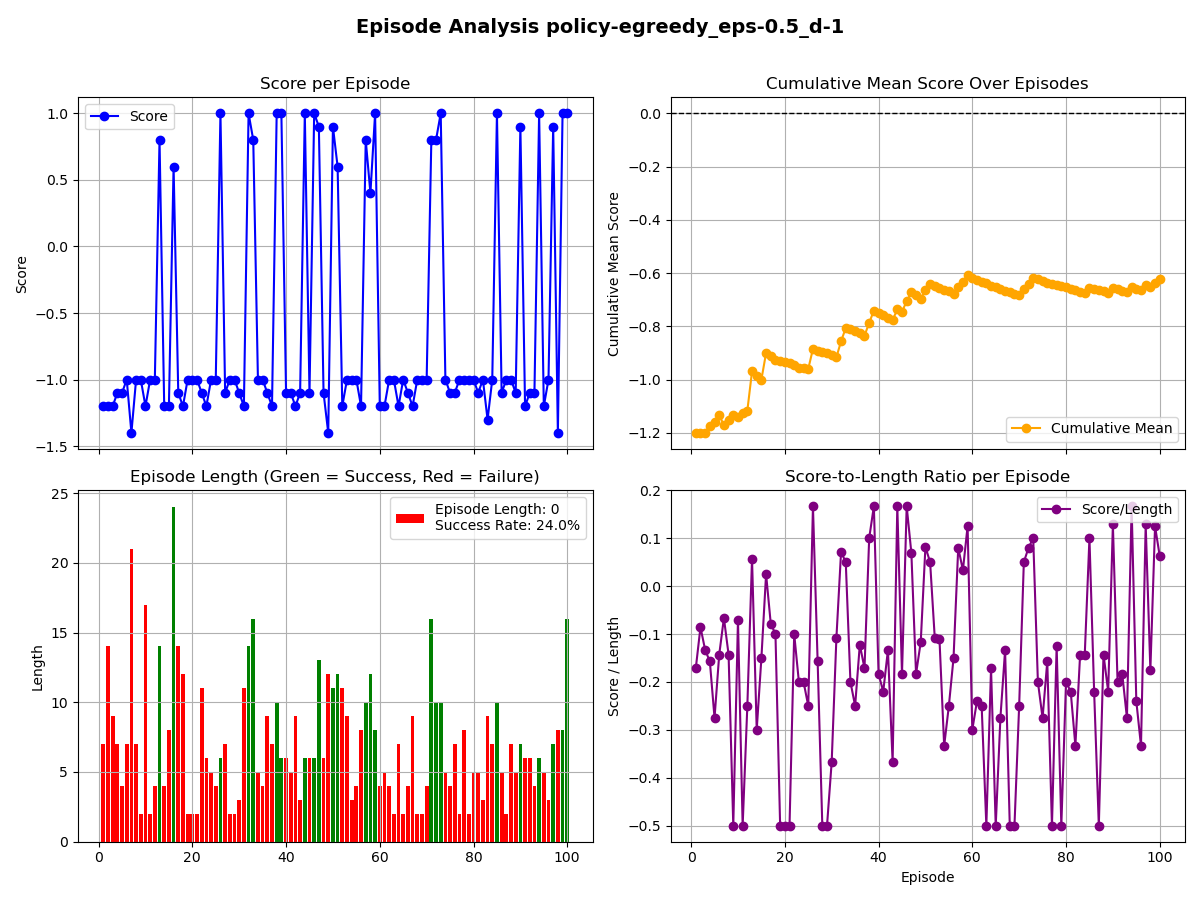 Episode Analysis policy-egreedy_eps-0.5_d-1
Score per Episode
Score
1.0
0.5
0.0
−0.5
−1.0
−1.5
Score
Cumulative Mean Score Over Episodes
0.0
−0.2
−0.4
−0.6
−0.8
−1.0
−1.2
Cumulative Mean Score
Cumulative Mean
Episode Length (Green = Success, Red = Failure)
Episode Length: 0
Success Rate: 24.0%
25
20
15
10
5
0
Length
0
20
40
60
80
100
Score-to-Length Ratio per Episode
Score/Length
0.2
0.1
0.0
−0.1
−0.2
−0.3
−0.4
−0.5
Score / Length
0
20
40
60
80
100
Episode